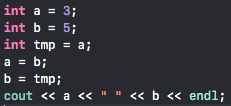 int a = 3;
int b = 5;
int tmp = a;
a = b;
b = tmp;
cout << a << " " << b << endl;